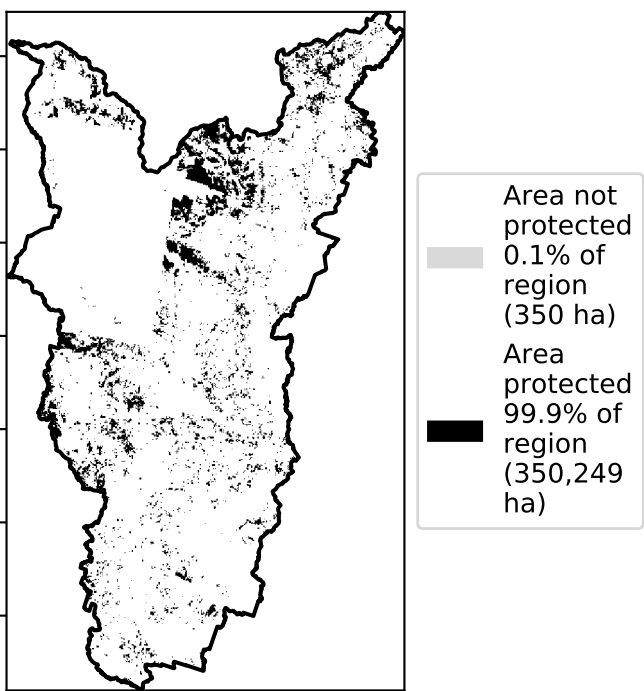 Area not
protected
0.1% of
region
(350 ha)
Area
protected
99.9% of
region
(350,249
ha)